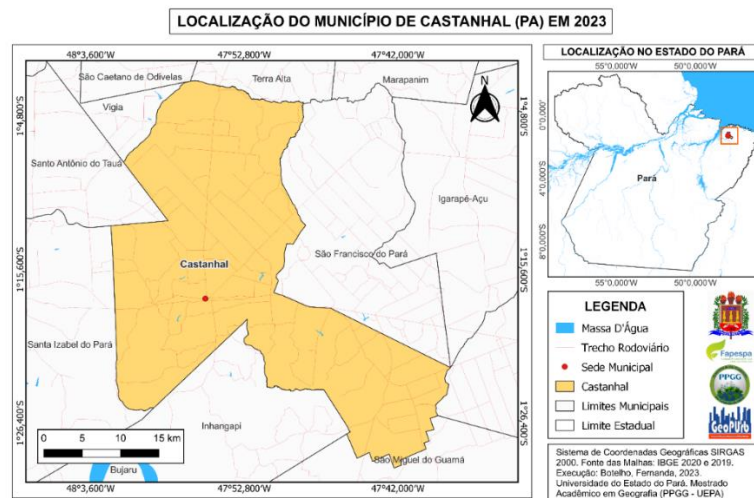 LOCALIZAÇÃO DO MUNICÍPIO DE CASTANHAL (PA) EM 2023
48°3,600'W 47°52,800'W 47°42,000'W
São Caetano de Odivelas
Terra Alta
Marapanim
N
Vigia
1°4,800'S
1°4,800'S
Santo Antônio do Tauá
Igarapé-Açu
São Francisco do Pará
Castanhal
1°15,600'S
1°15,600'S
Santa Izabel do Pará
1°26,400'S
1°26,400'S
Inhangapi
0 5 10 15 km
São Miguel do Guamá
Bujaru
48°3,600'W 47°52,800'W 47°42,000'W
LOCALIZAÇÃO NO ESTADO DO PARÁ
55°0,000'W 50°0,000'W
0°0,000'
4°0,000'S
8°0,000'S
Pará
55°0,000'W 50°0,000'W
LEGENDA
Massa D'Água
Trecho Rodoviário
Sede Municipal
Castanhal
Limites Municipais
Limite Estadual
Fapespa
PPGG
GEOPURB
Sistema de Coordenadas Geográficas SIRGAS
2000. Fonte das Malhas: IBGE 2020 e 2019.
Execução: Botelho, Fernanda, 2023.
Universidade do Estado do Pará. Mestrado
Acadêmico em Geografia (PPGG - UEPA)